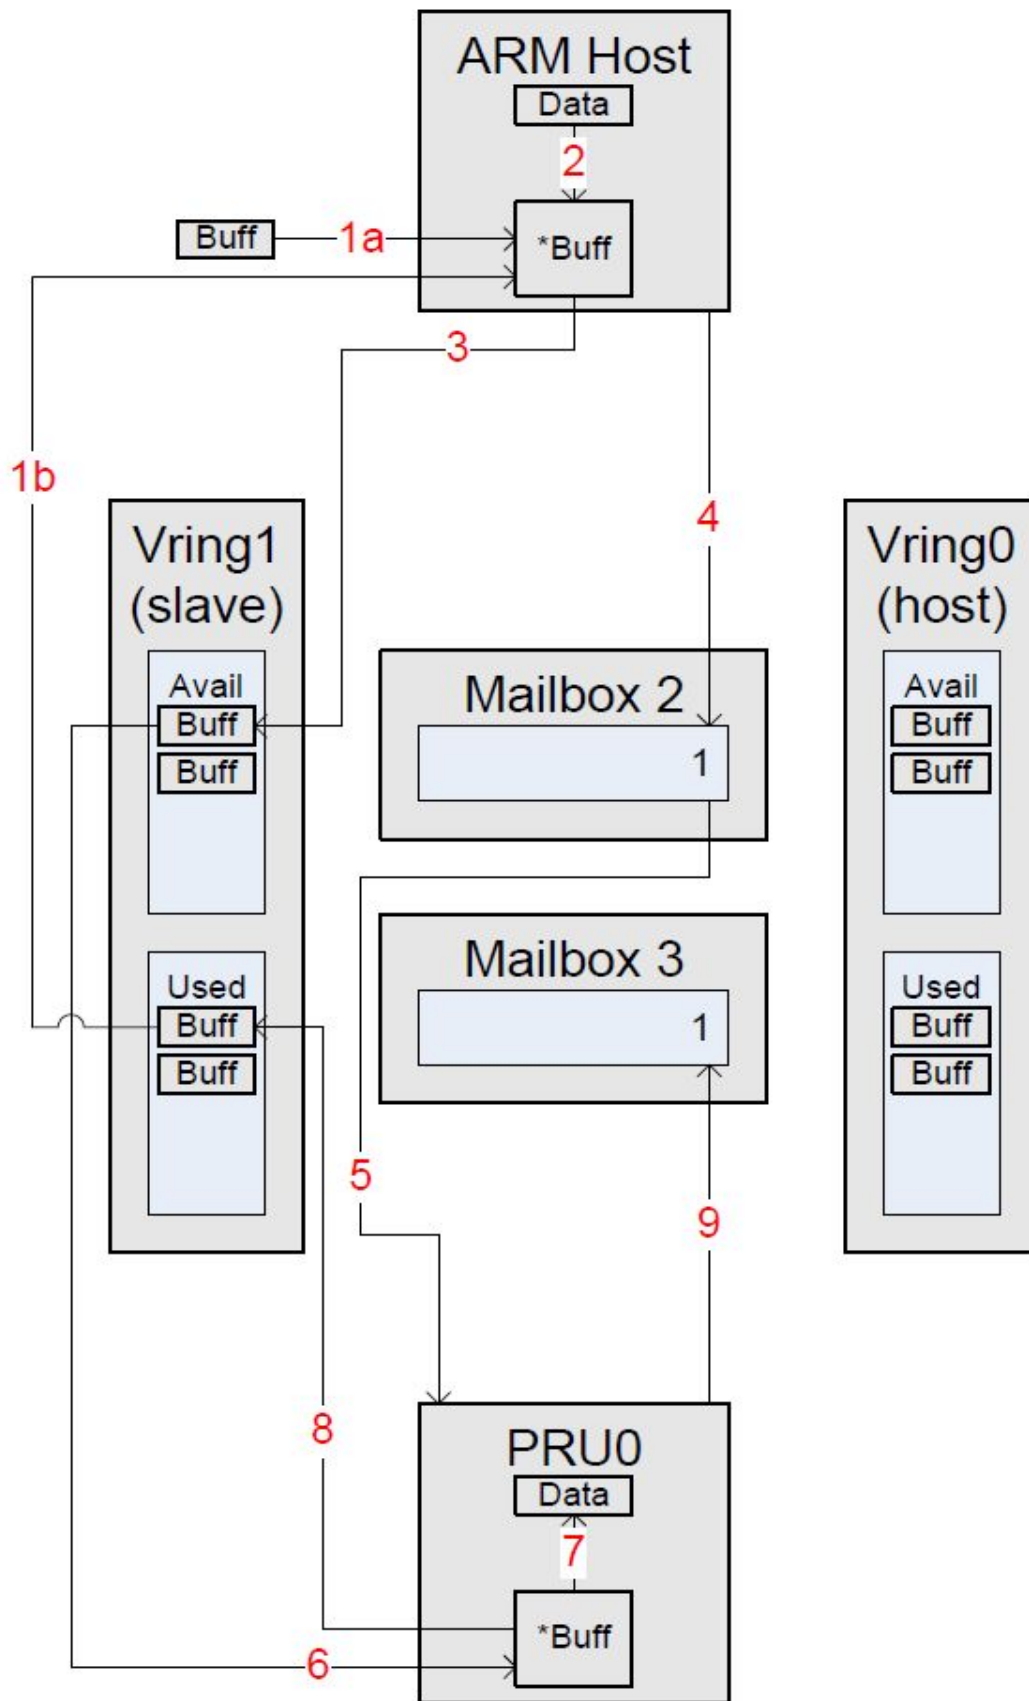 ARM Host
Data
2
Buff
1a
*Buff
3
1b
4
Vring1
(slave)
Avail
Buff
Buff
Used
Buff
Buff
Mailbox 2
1
Mailbox 3
1
Vring0
(host)
Avail
Buff
Buff
Used
Buff
Buff
5
9
8
PRU0
Data
7
*Buff
6